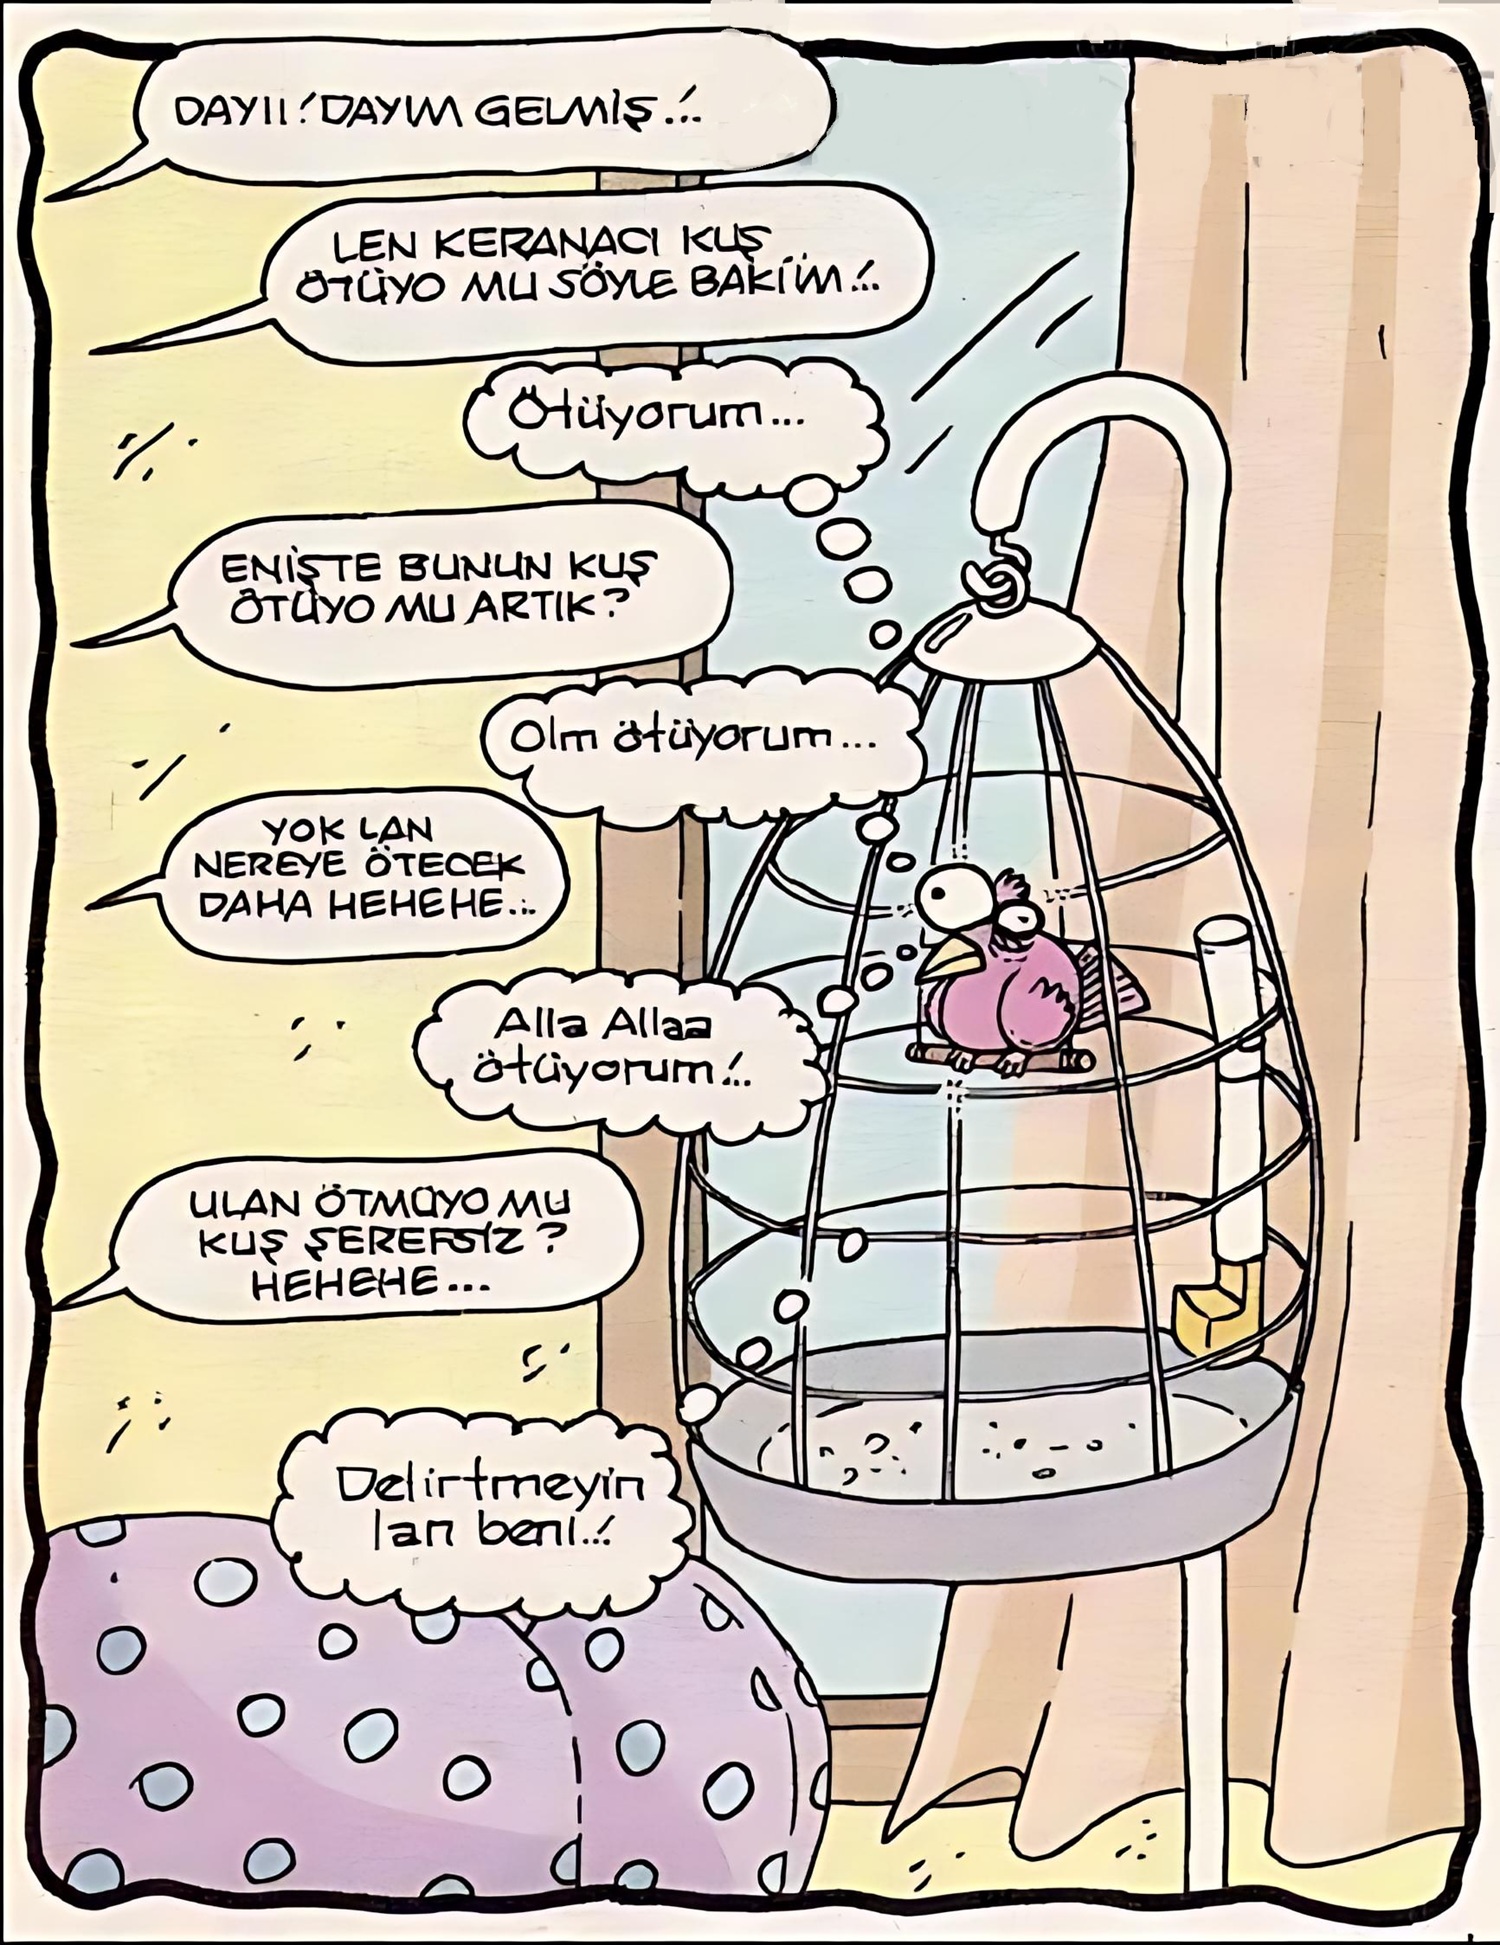 DAYII! DAYIM GELMİŞ..!
LEN KERANACI KUŞ
ÖTÜYO MU SÖYLE BAKİİM!..
Ötüyorum...
ENİŞTE BUNUN KUŞ
ÖTÜYO MU ARTIK?
Olm ötüyorum...
YOK LAN
NEREYE ÖTECEK
DAHA HEHEHE...
Alla Allaa
ötüyorum!..
ULAN ÖTMÜYO MU
KUŞ ŞEREFSİZ?
HEHEHE...
Delirtmeyin
lan beni..!